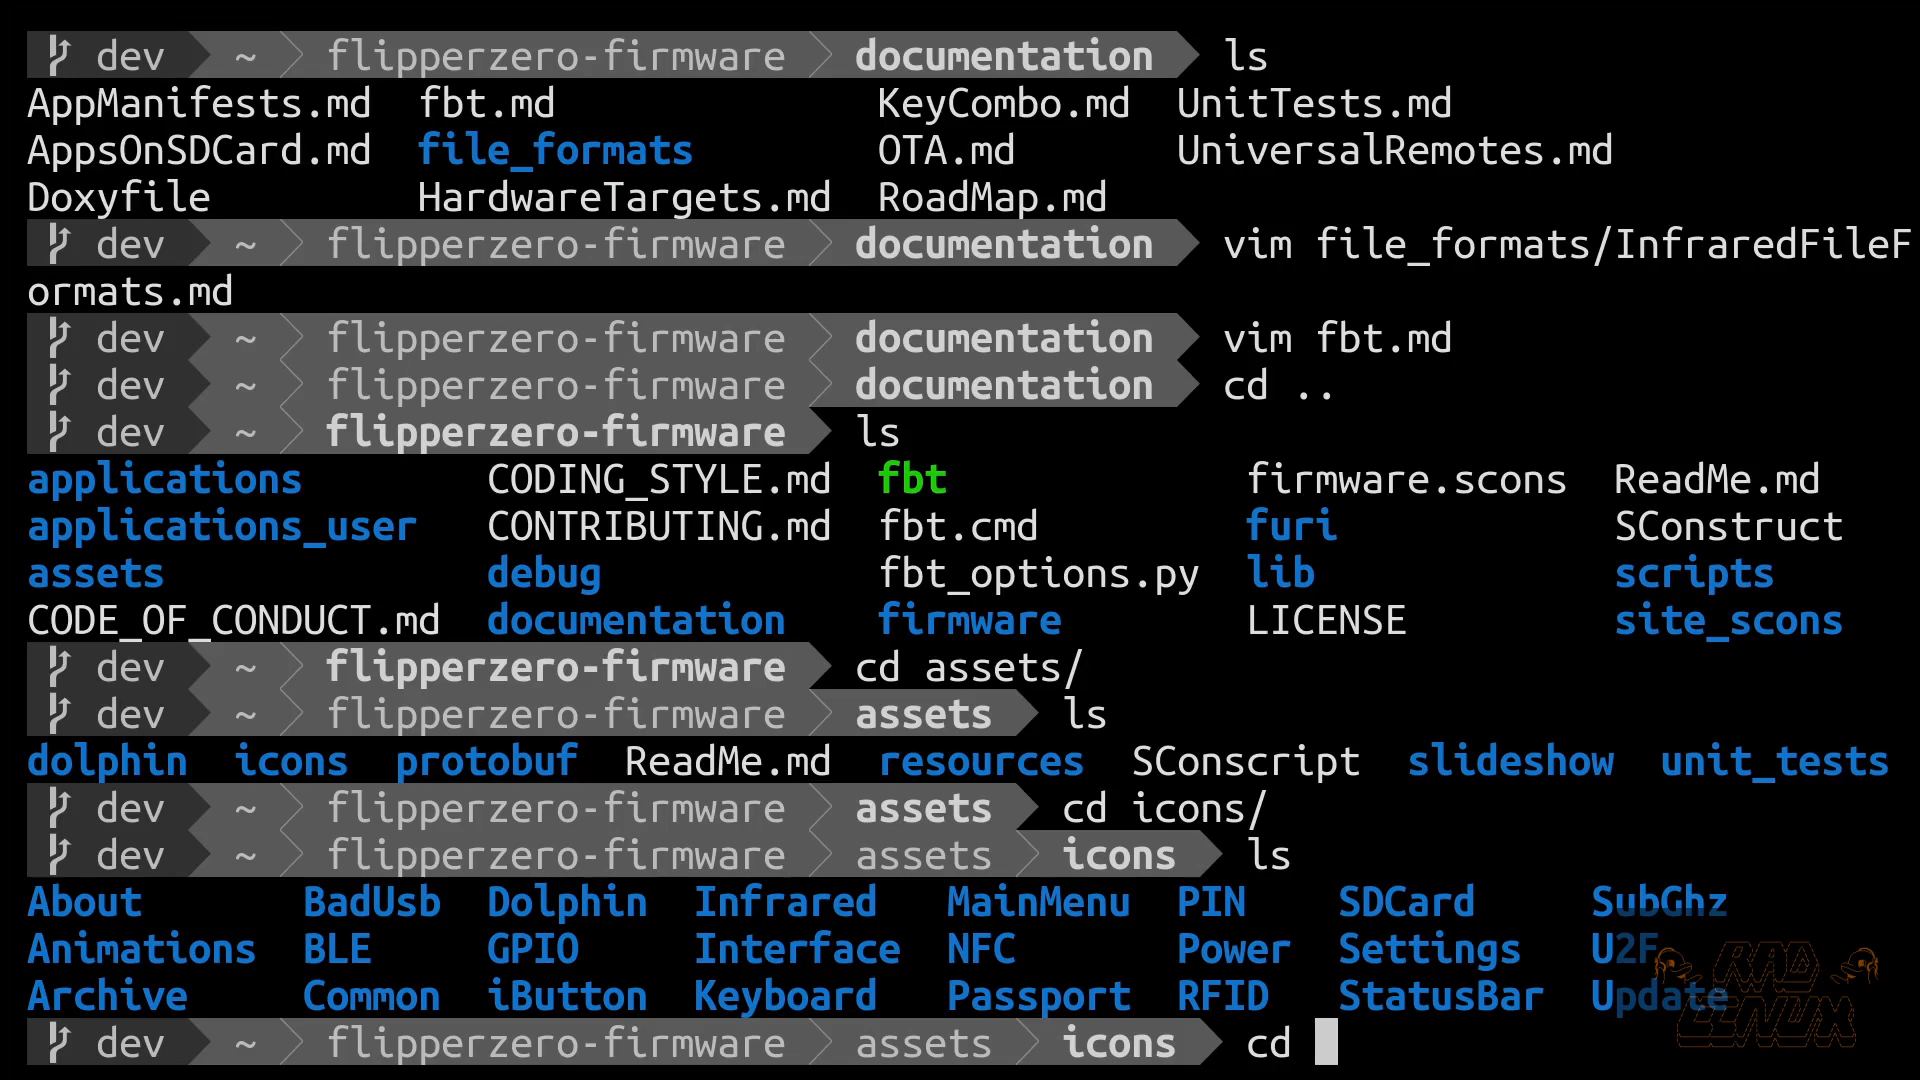 dev ~ flipperzero-firmware documentation ls
AppManifests.md fbt.md KeyCombo.md UnitTests.md
AppsOnSDCard.md file_formats OTA.md UniversalRemotes.md
Doxyfile HardwareTargets.md RoadMap.md
dev ~ flipperzero-firmware documentation vim file_formats/InfraredFileF
ormats.md
dev ~ flipperzero-firmware documentation vim fbt.md
dev ~ flipperzero-firmware documentation cd ..
dev ~ flipperzero-firmware ls
applications CODING_STYLE.md fbt firmware.scons ReadMe.md
applications_user CONTRIBUTING.md fbt.cmd furi SConstruct
assets debug fbt_options.py lib scripts
CODE_OF_CONDUCT.md documentation firmware LICENSE site_scons
dev ~ flipperzero-firmware cd assets/
dev ~ flipperzero-firmware assets ls
dolphin icons protobuf ReadMe.md resources SConscript slideshow unit_tests
dev ~ flipperzero-firmware assets cd icons/
dev ~ flipperzero-firmware assets icons ls
About BadUsb Dolphin Infrared MainMenu PIN SDCard SubGhz
Animations BLE GPIO Interface NFC Power Settings U2F
Archive Common iButton Keyboard Passport RFID StatusBar Update
dev ~ flipperzero-firmware assets icons cd
RAD
LINUX